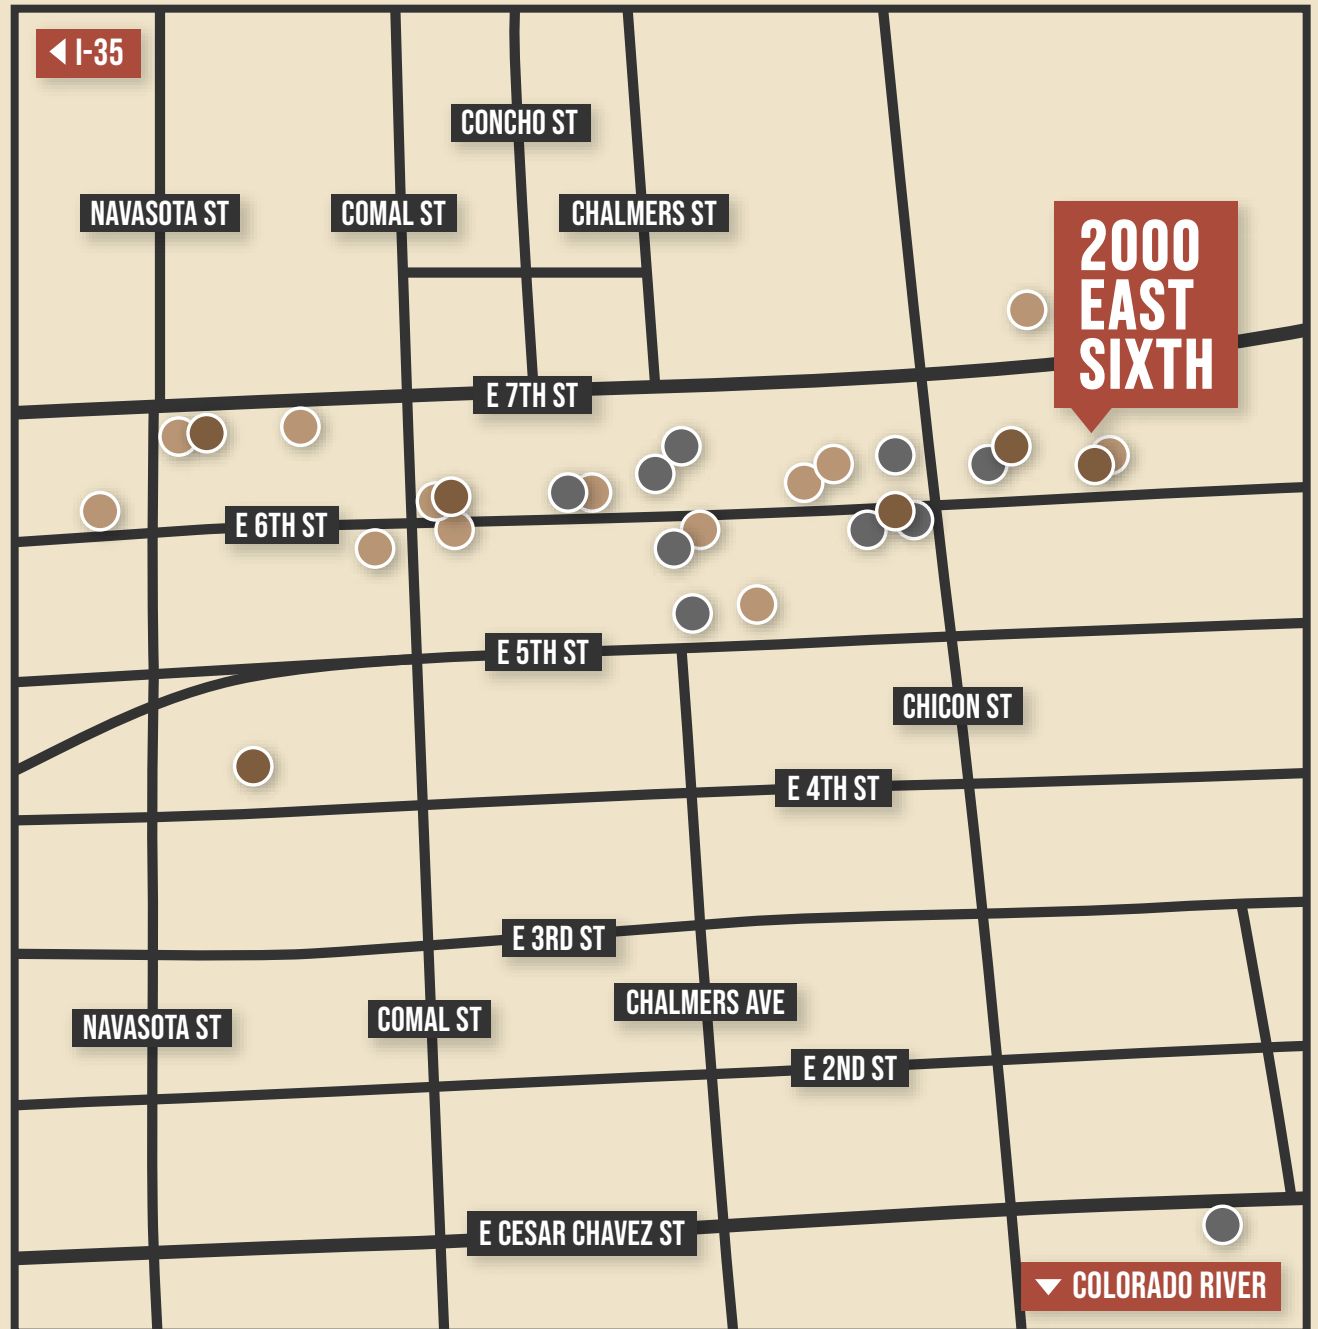 I-35
CONCHO ST
NAVASOTA ST
COMAL ST
CHALMERS ST
2000
EAST
SIXTH
E 7TH ST
E 6TH ST
E 5TH ST
CHICON ST
E 4TH ST
E 3RD ST
CHALMERS AVE
COMAL ST
NAVASOTA ST
E 2ND ST
E CESAR CHAVEZ ST
COLORADO RIVER